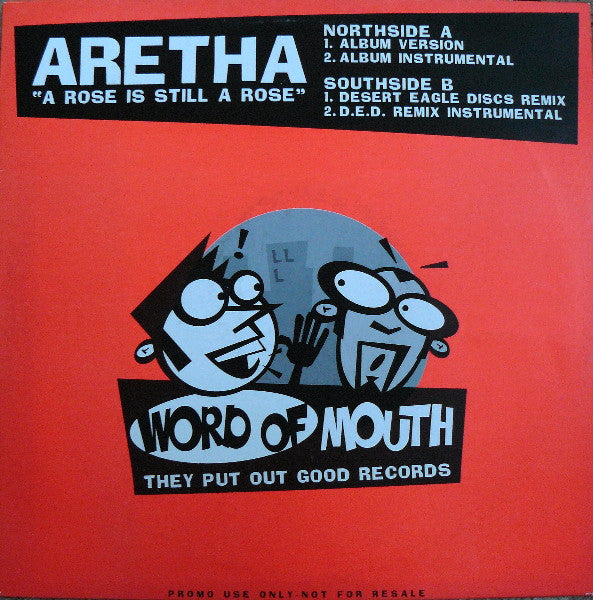 ARETHA
"A ROSE IS STILL A ROSE"
NORTHSIDE A
1. ALBUM VERSION
2. ALBUM INSTRUMENTAL
SOUTHSIDE B
1. DESERT EAGLE DISCS REMIX
2. D.E.D. REMIX INSTRUMENTAL
WORD OF MOUTH
THEY PUT OUT GOOD RECORDS
PROMO USE ONLY-NOT FOR RESALE